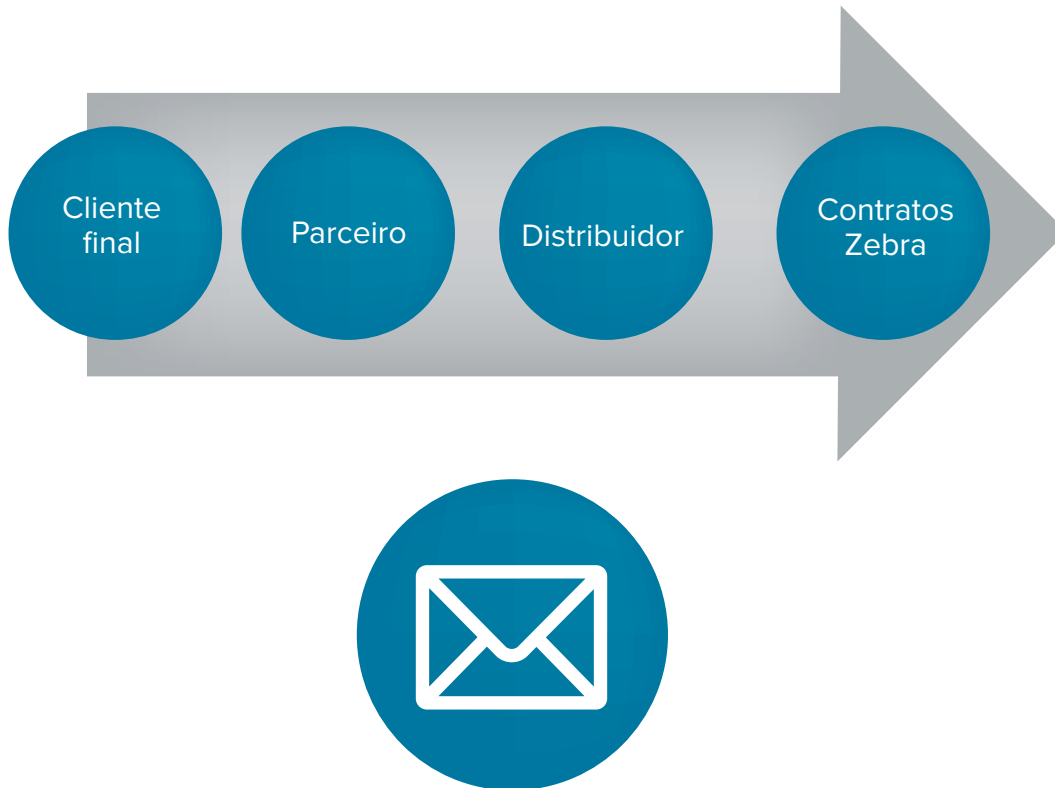 Cliente
final
Parceiro
Distribuidor
Contratos
Zebra